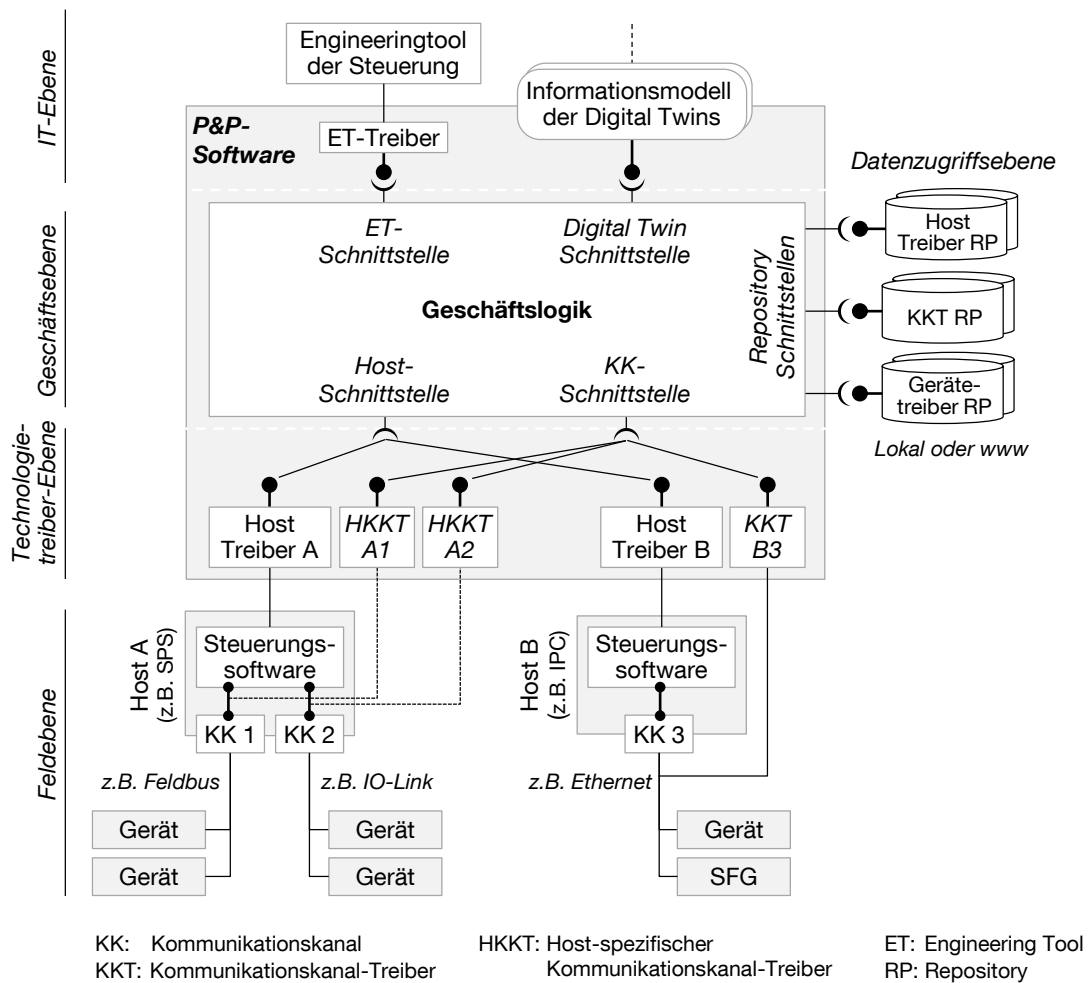 IT-Ebene
Engineeringtool
der Steuerung
Informationsmodell
der Digital Twins
P&P-
Software
ET-Treiber
Datenzugriffsebene
Geschäftsebene
ET-
Schnittstelle
Digital Twin
Schnittstelle
Repository
Schnittstellen
Host
Treiber RP
Geschäftslogik
KKT RP
Host-
Schnittstelle
KK-
Schnittstelle
Geräte-
treiber RP
Lokal oder www
Technologie-
treiber-Ebene
Host
Treiber A
HKKT
A1
HKKT
A2
Host
Treiber B
KKT
B3
Feldebene
Host A
(z.B. SPS)
Steuerungs-
software
KK 1
KK 2
Host B
(z.B. IPC)
Steuerungs-
software
KK 3
z.B. Feldbus
z.B. IO-Link
z.B. Ethernet
Gerät
Gerät
Gerät
Gerät
Gerät
SFG
KK: Kommunikationskanal
KKT: Kommunikationskanal-Treiber
HKKT: Host-spezifischer
Kommunikationskanal-Treiber
ET: Engineering Tool
RP: Repository